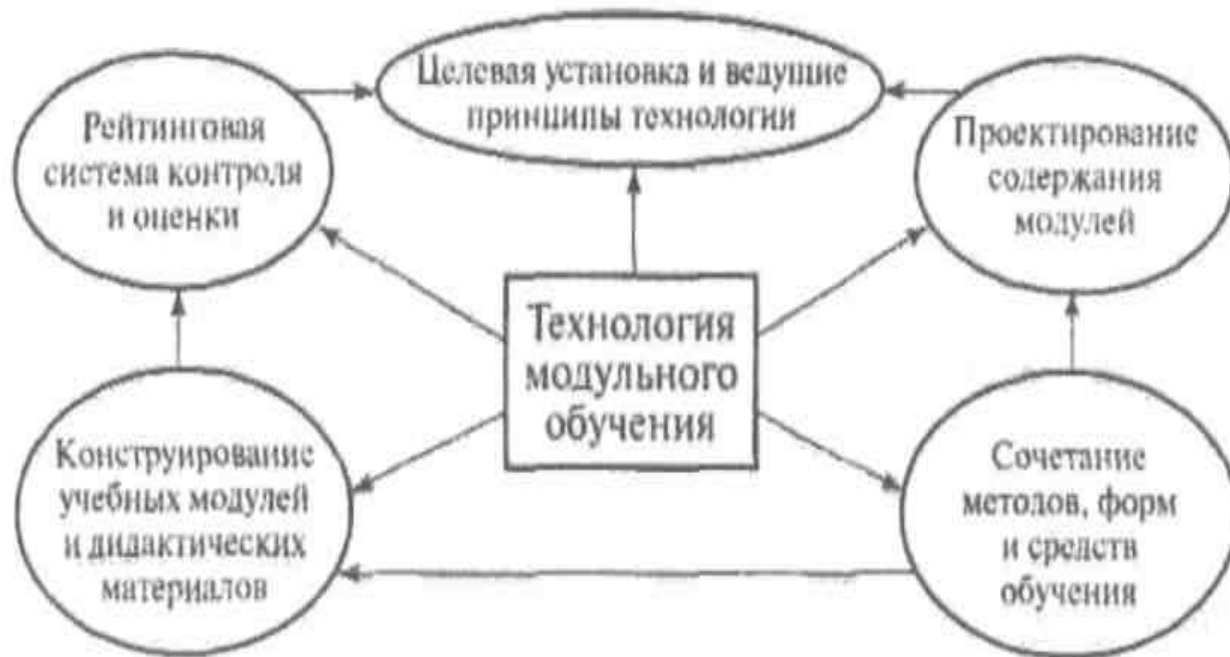 Целевая установка и ведущие
принципы технологии
Рейтинговая
система контроля
и оценки
Проектирование
содержания
модулей
Технология
модульного
обучения
Конструирование
учебных модулей
и дидактических
материалов
Сочетание
методов, форм
и средств
обучения